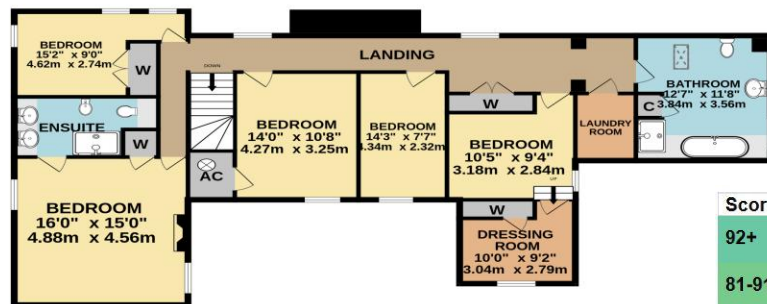 BEDROOM
15'2" x 9'0"
4.62m x 2.74m
W
DOWN
LANDING
ENSUITE
W
BEDROOM
16'0" x 15'0"
4.88m x 4.56m
AC
BEDROOM
14'0" x 10'8"
4.27m x 3.25m
BEDROOM
14'3" x 7'7"
4.34m x 2.32m
W
BEDROOM
10'5" x 9'4"
3.18m x 2.84m
UP
W
DRESSING
ROOM
10'0" x 9'2"
3.04m x 2.79m
LAUNDRY
ROOM
BATHROOM
12'7" x 11'8"
3.84m x 3.56m
C
Scor
92+
81-91